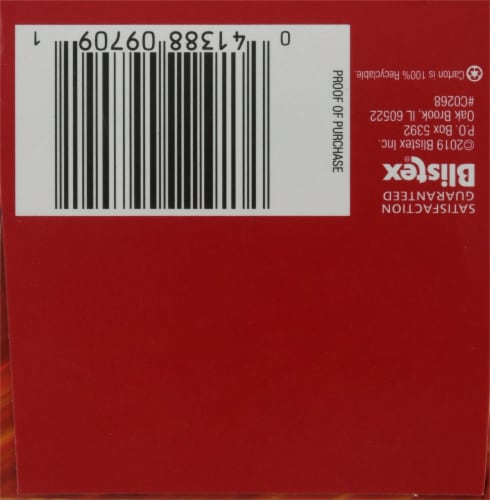 SATISFACTION
GUARANTEED
Blistex®
©2019 Blistex Inc.
P.O. Box 5392
Oak Brook, IL 60522
#C0268
Carton is 100% Recyclable.
PROOF OF PURCHASE
0 41388 09709 1